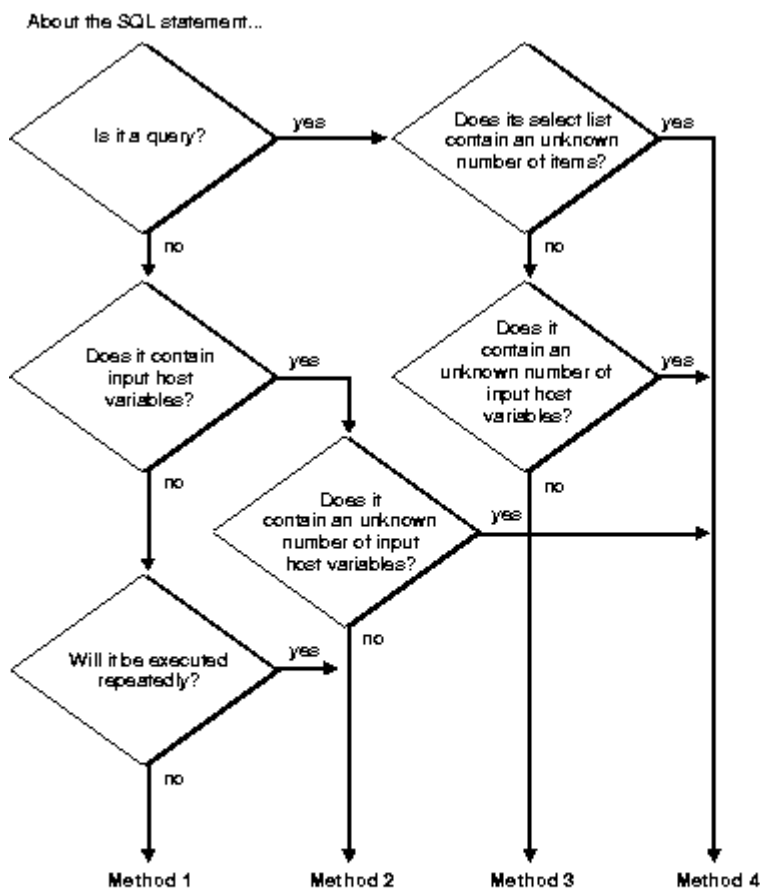 About the SQL statement...
Is it a query?
yes
Does its select list
contain an unknown
number of items?
yes
no
no
Does it contain
input host
variables?
yes
Does it
contain an
unknown number of
input host
variables?
yes
no
no
Does it
contain an unknown
number of input
host variables?
yes
no
Will it be executed
repeatedly?
yes
no
Method 1
Method 2
Method 3
Method 4